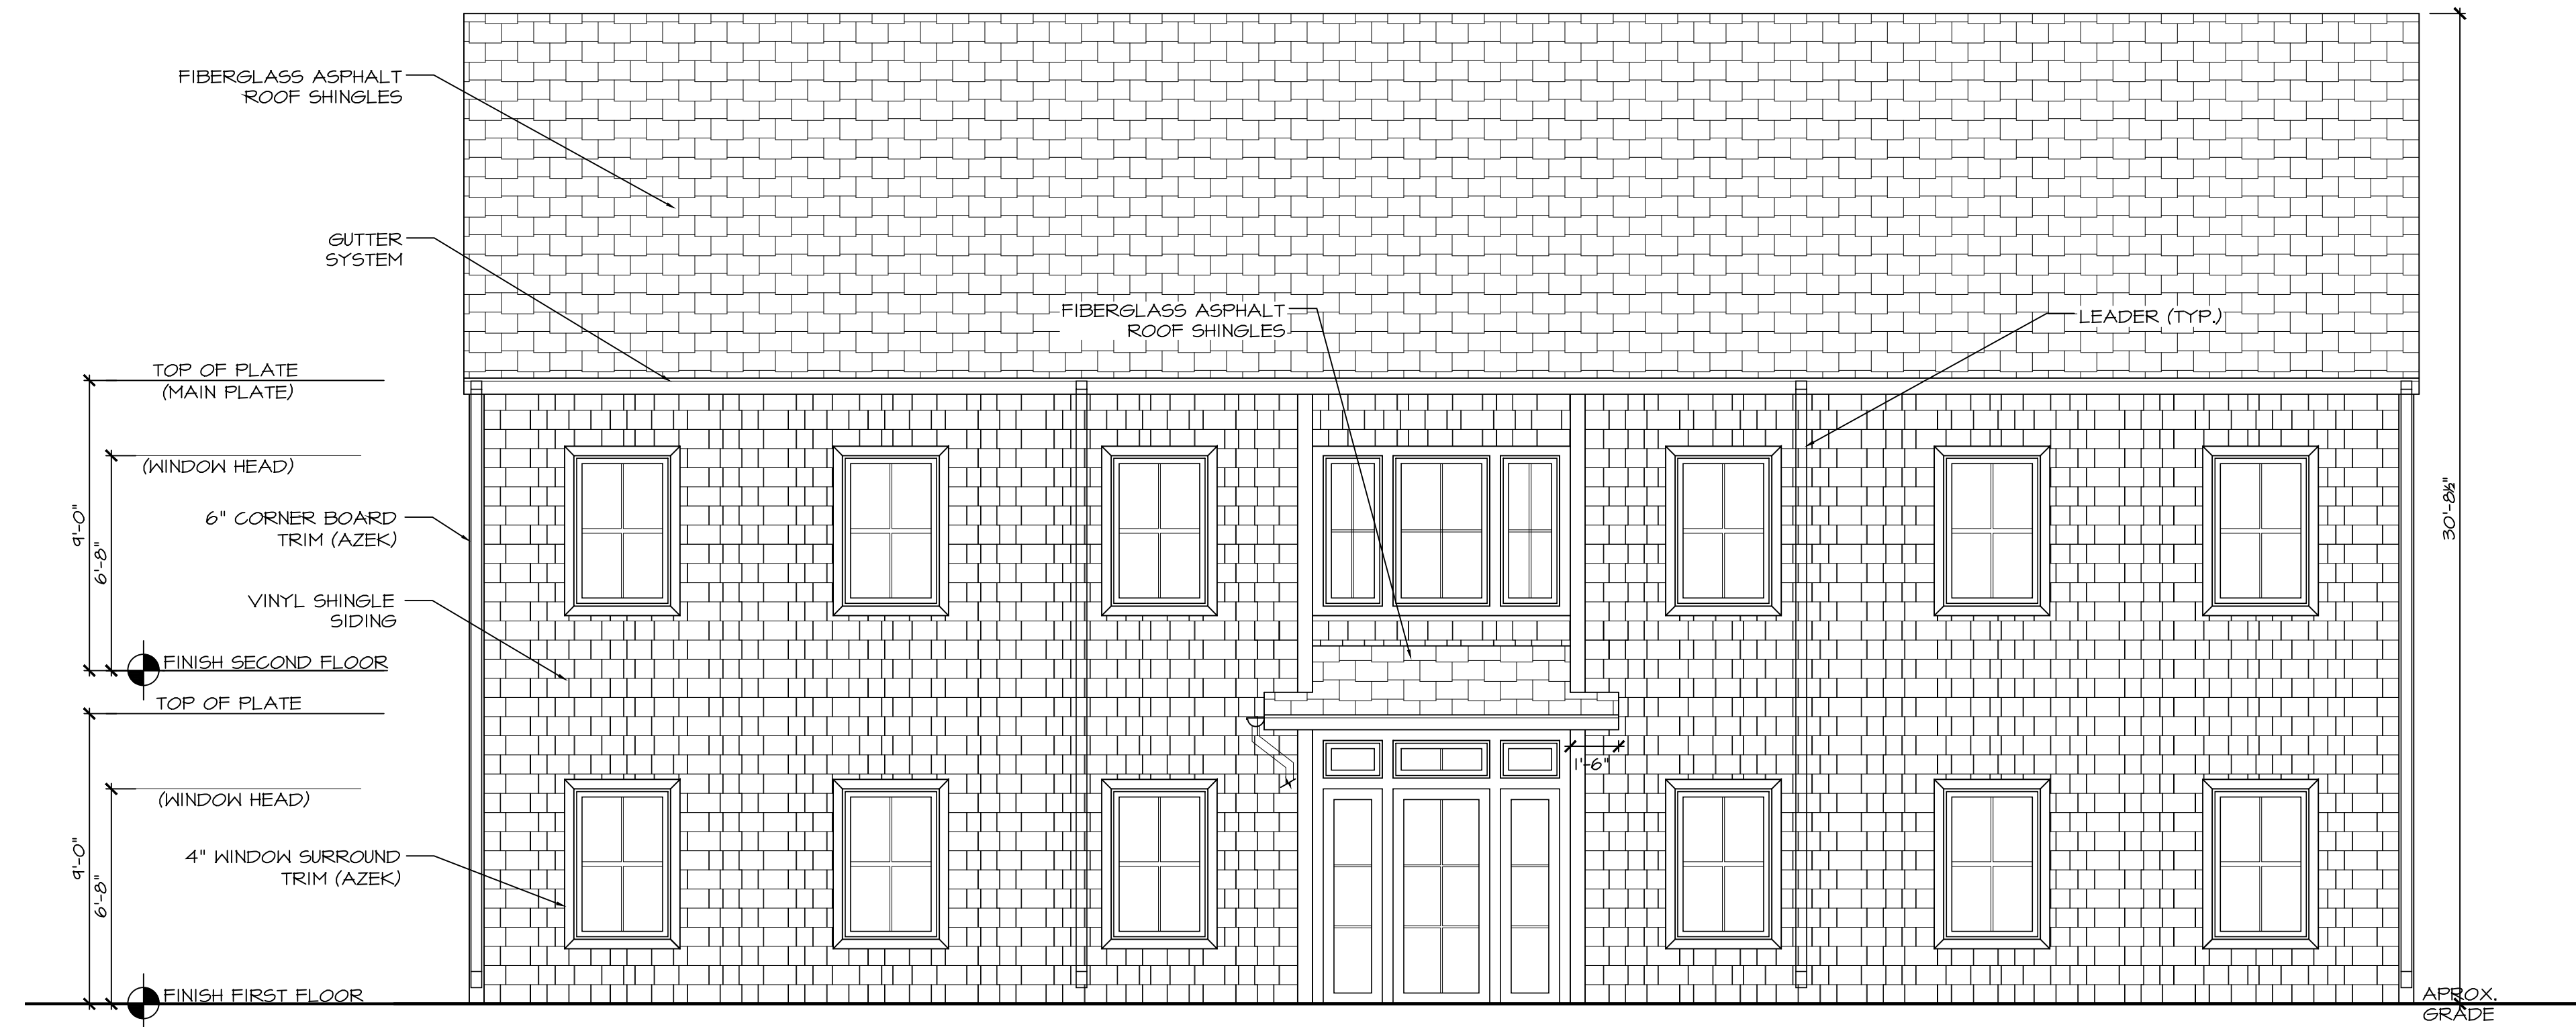 FIBERGLASS ASPHALT
ROOF SHINGLES
GUTTER
SYSTEM
FIBERGLASS ASPHALT
ROOF SHINGLES
LEADER (TYP.)
TOP OF PLATE
(MAIN PLATE)
(WINDOW HEAD)
9'-0"
6'-8"
6" CORNER BOARD
TRIM (AZEK)
30'-8½"
VINYL SHINGLE
SIDING
FINISH SECOND FLOOR
TOP OF PLATE
1'-6"
(WINDOW HEAD)
9'-0"
6'-8"
4" WINDOW SURROUND
TRIM (AZEK)
FINISH FIRST FLOOR
APROX.
GRADE